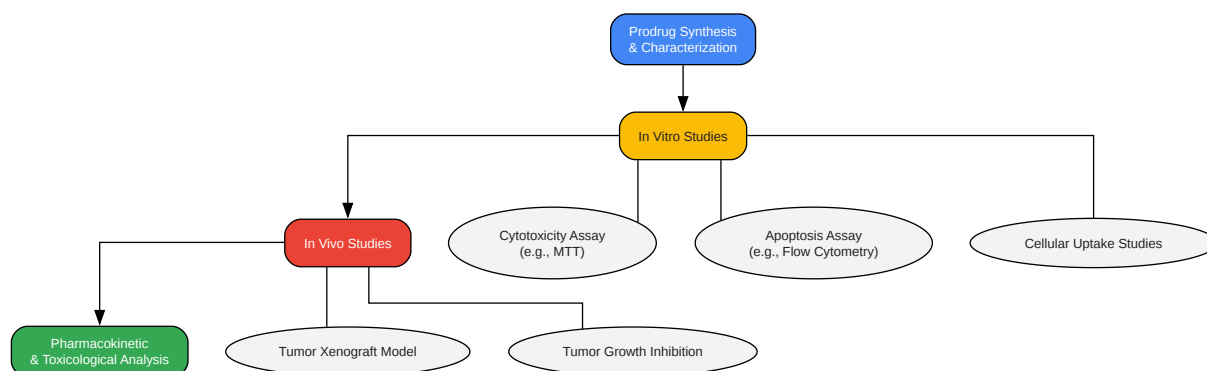 Prodrug Synthesis
& Characterization
In Vitro Studies
In Vivo Studies
Cytotoxicity Assay
(e.g., MTT)
Apoptosis Assay
(e.g., Flow Cytometry)
Cellular Uptake Studies
Pharmacokinetic
& Toxicological Analysis
Tumor Xenograft Model
Tumor Growth Inhibition